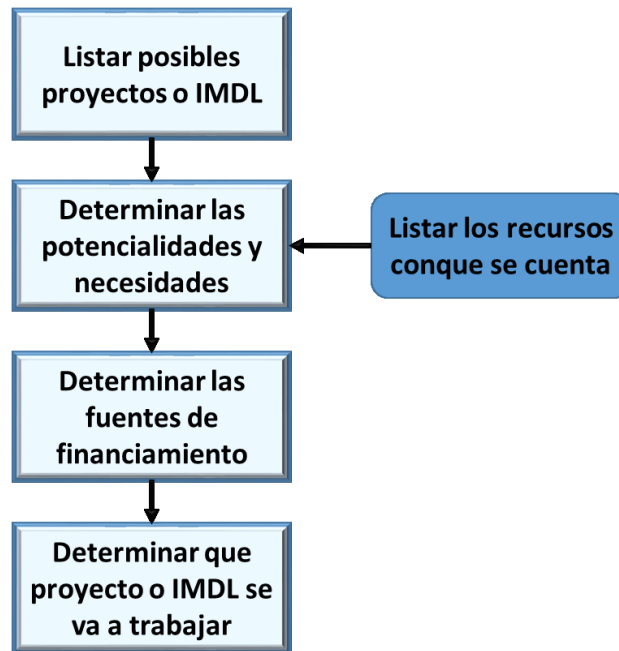 Listar posibles
proyectos o IMDL
Determinar las
potencialidades y
necesidades
Listar los recursos
conque se cuenta
Determinar las
fuentes de
financiamiento
Determinar que
proyecto o IMDL se
va a trabajar